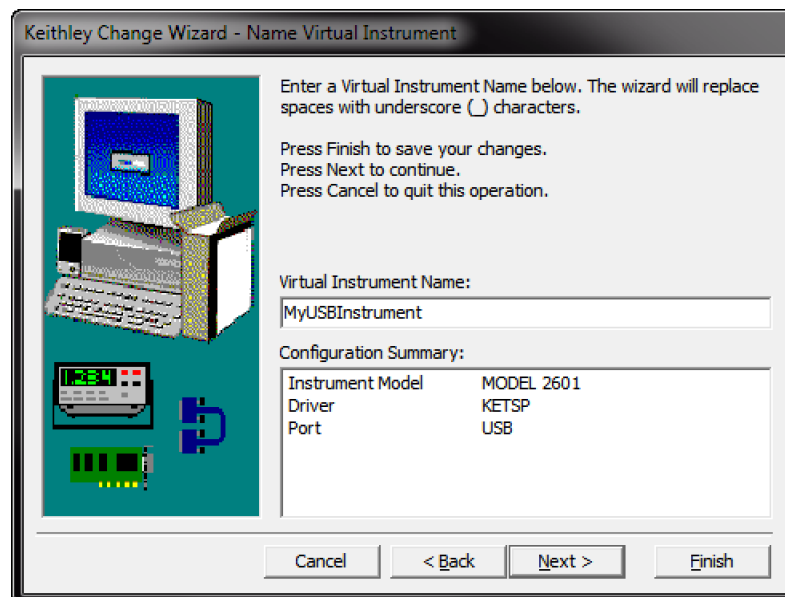 Keithley Change Wizard - Name Virtual Instrument
Enter a Virtual Instrument Name below. The wizard will replace
spaces with underscore (_) characters.
Press Finish to save your changes.
Press Next to continue.
Press Cancel to quit this operation.
Virtual Instrument Name:
MyUSBInstrument
Configuration Summary:
Instrument Model MODEL 2601
Driver KETSP
Port USB
1.234
Cancel < Back Next > Finish